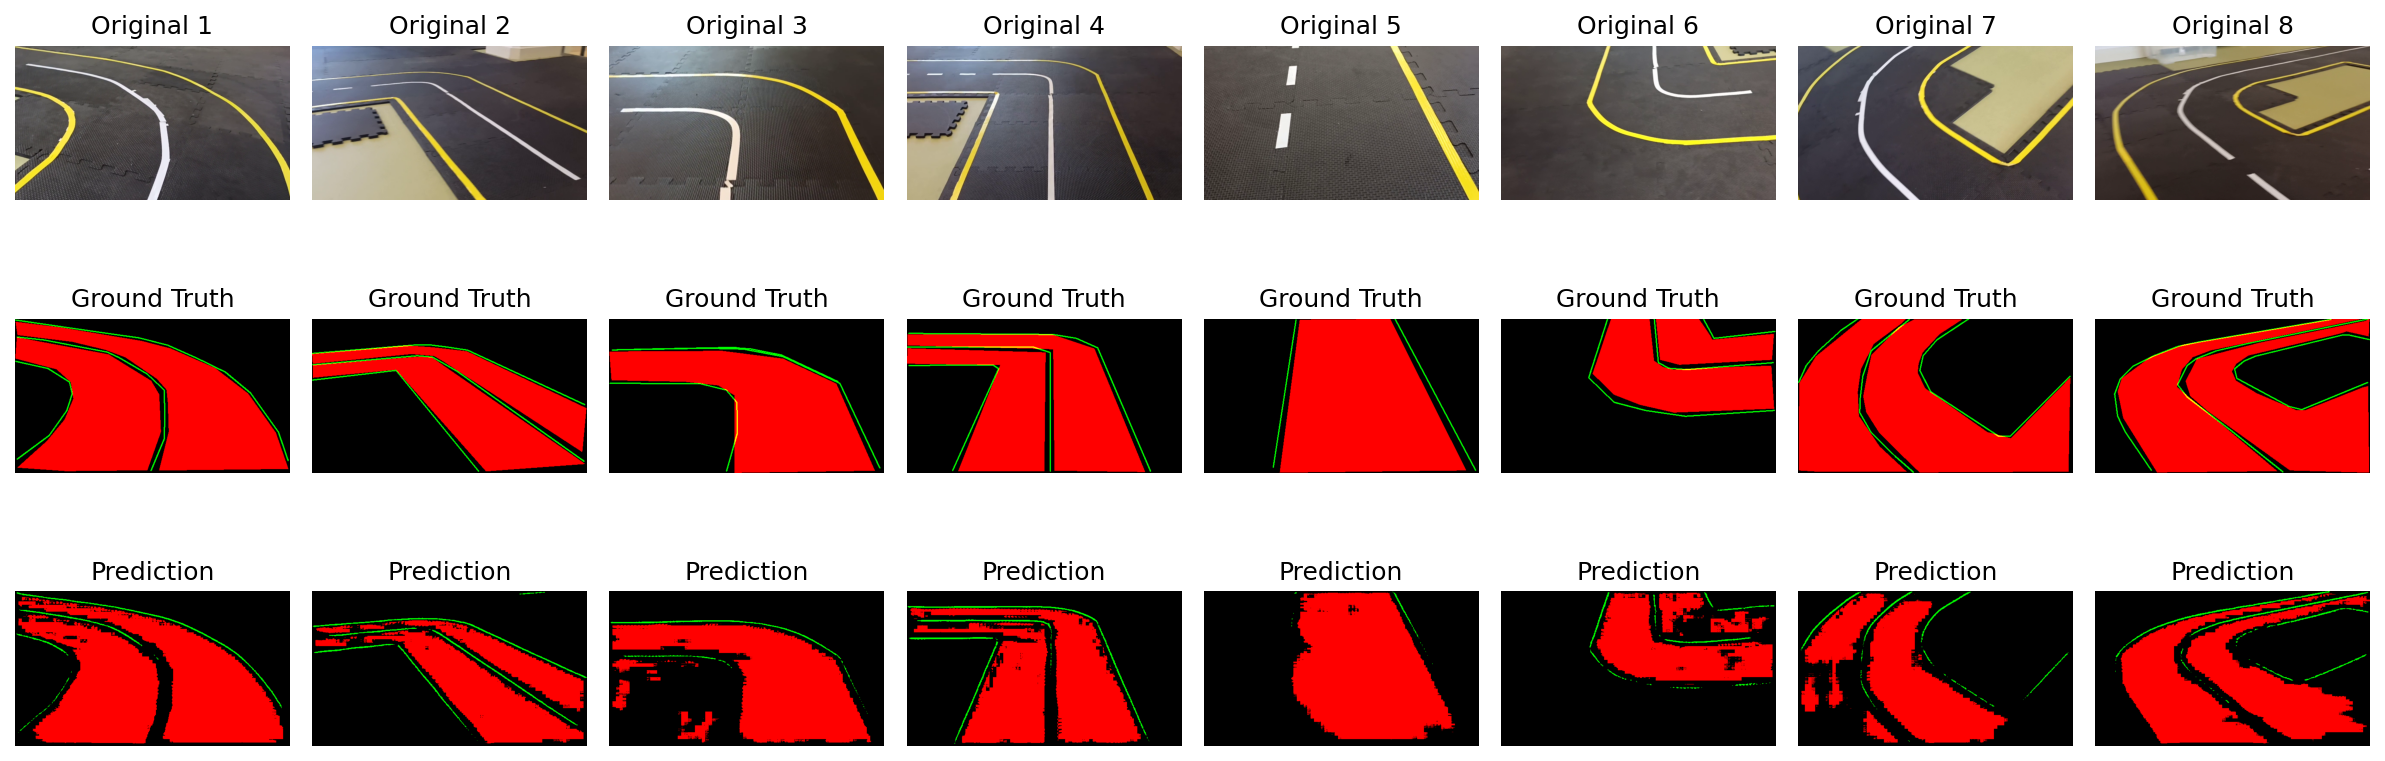 Original 1
Original 2
Original 3
Original 4
Original 5
Original 6
Original 7
Original 8
Ground Truth
Ground Truth
Ground Truth
Ground Truth
Ground Truth
Ground Truth
Ground Truth
Ground Truth
Prediction
Prediction
Prediction
Prediction
Prediction
Prediction
Prediction
Prediction